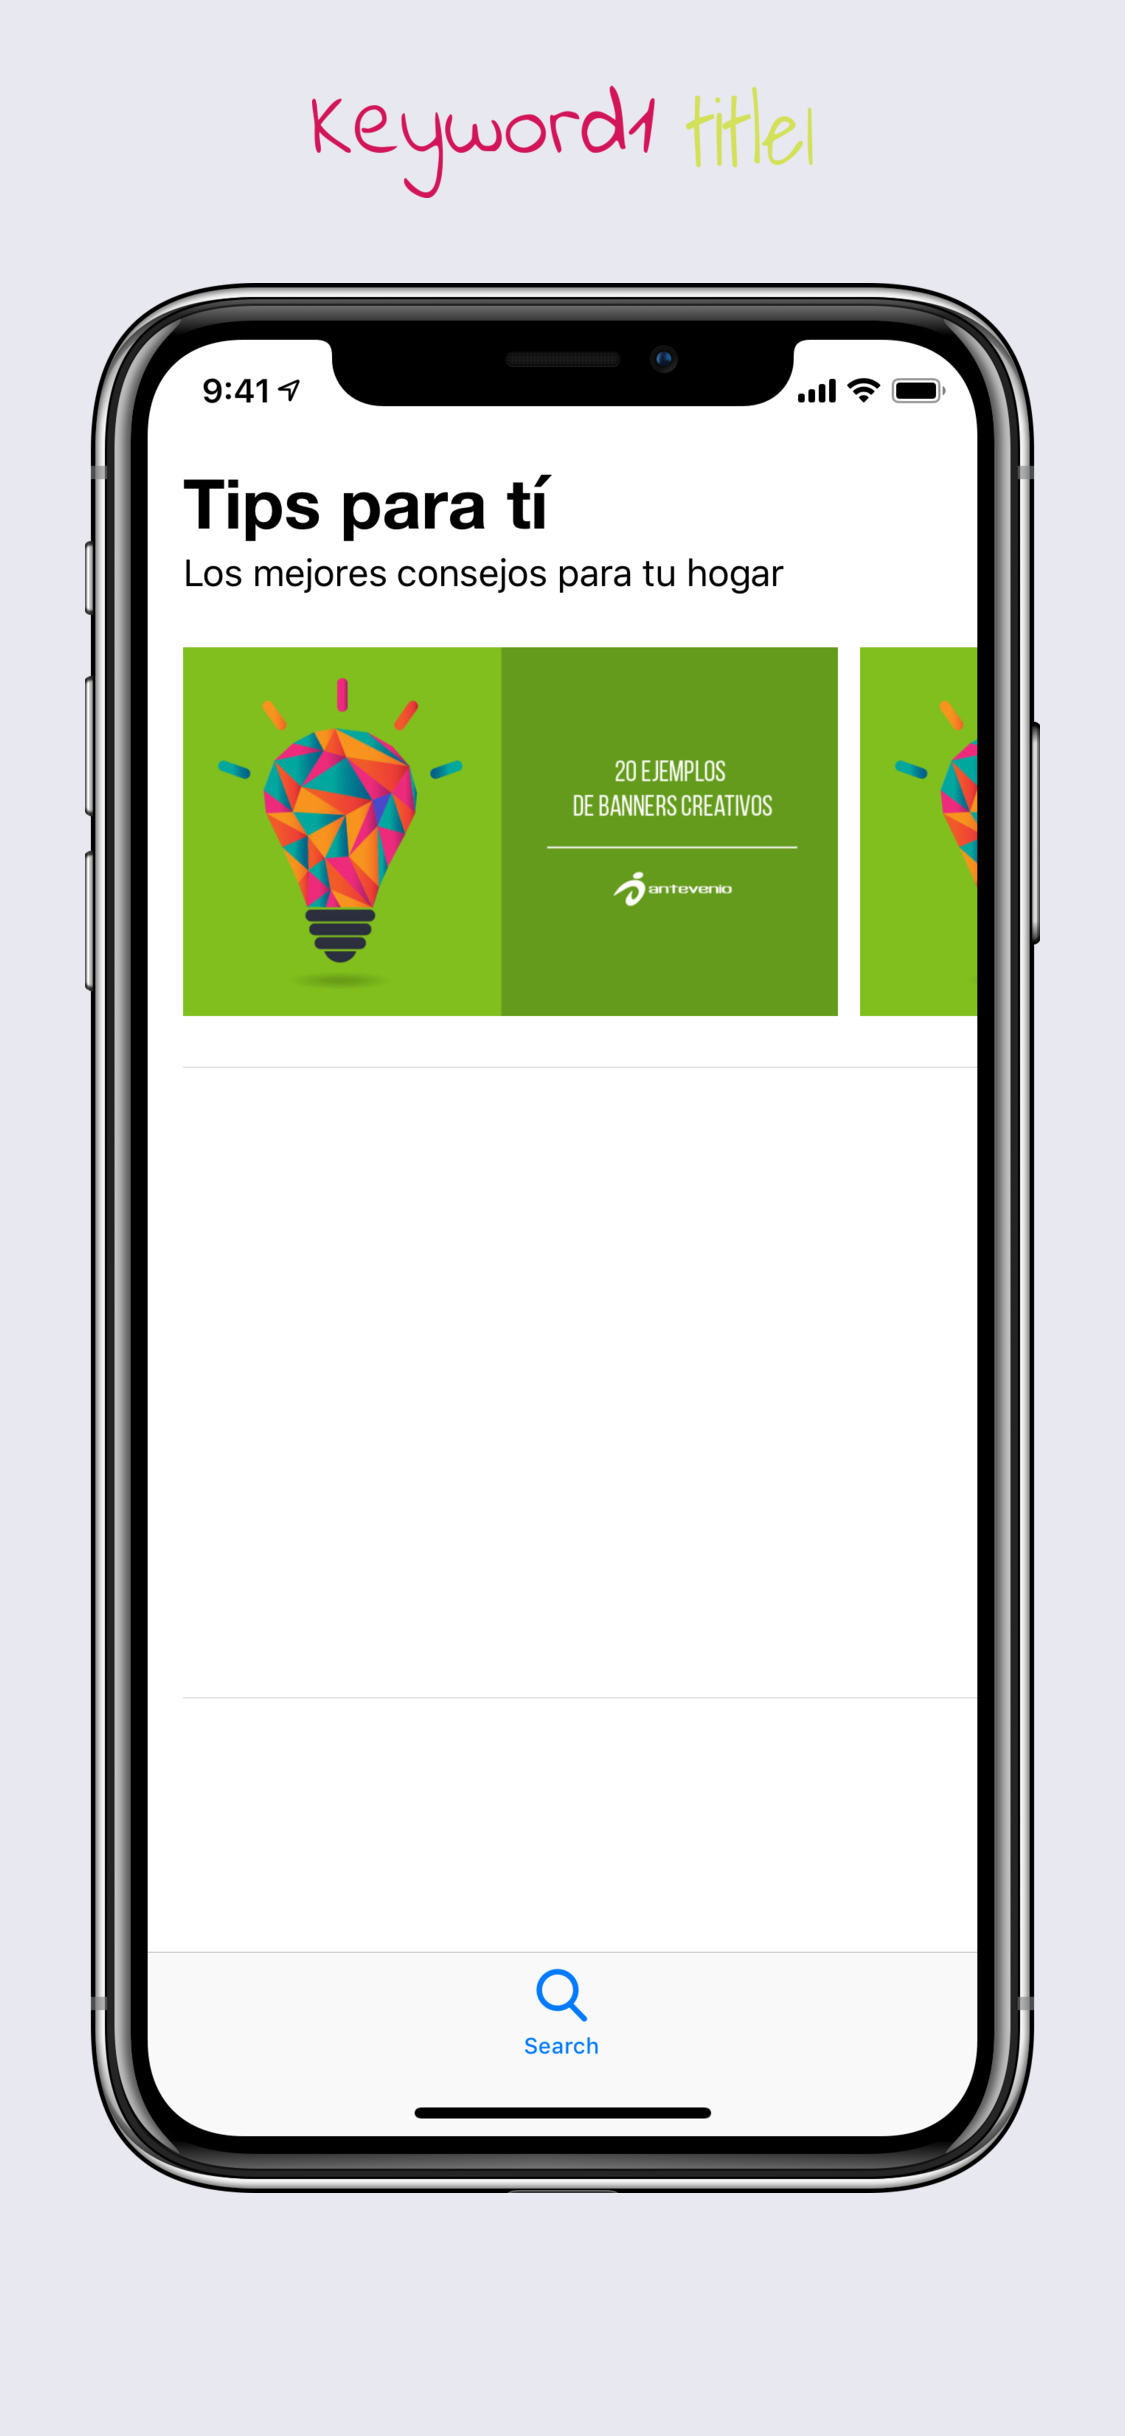 Keyword1 title1
9:41
Tips para tí
Los mejores consejos para tu hogar
20 EJEMPLOS
DE BANNERS CREATIVOS
antevenio
Search